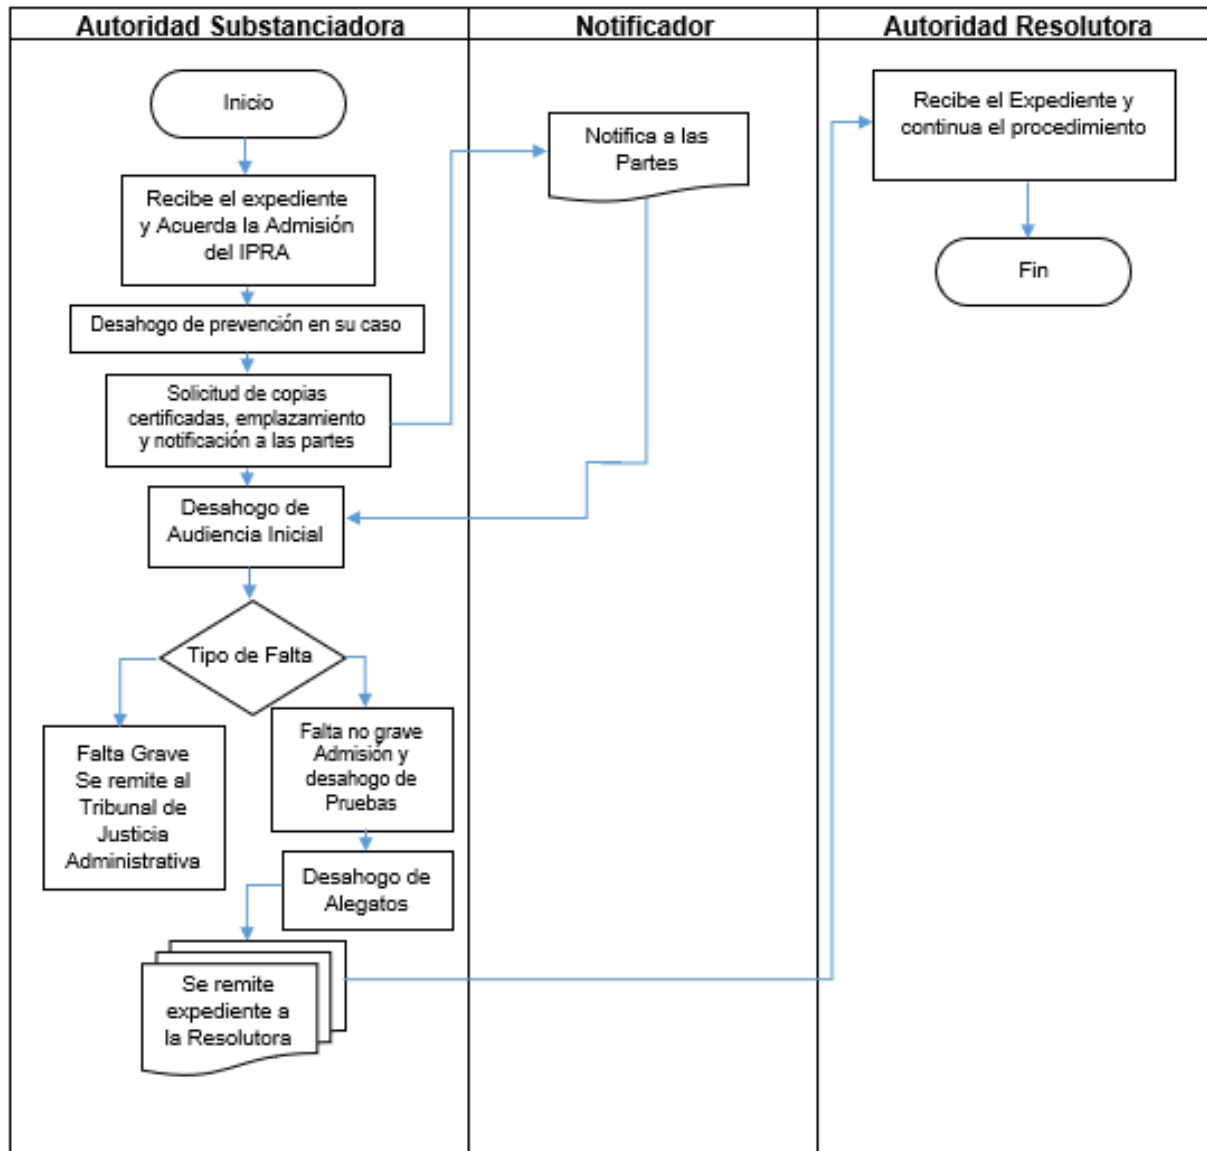 Autoridad Substanciadora
Notificador
Autoridad Resolutora
Inicio
Recibe el expediente
y Acuerda la Admisión
del IPRA
Desahogo de prevención en su caso
Solicitud de copias
certificadas, emplazamiento
y notificación a las partes
Notifica a las
Partes
Desahogo de
Audiencia Inicial
Tipo de Falta
Falta Grave
Se remite al
Tribunal de
Justicia
Administrativa
Falta no grave
Admisión y
desahogo de
Pruebas
Desahogo de
Alegatos
Se remite
expediente a
la Resolutora
Recibe el Expediente y
continua el procedimiento
Fin